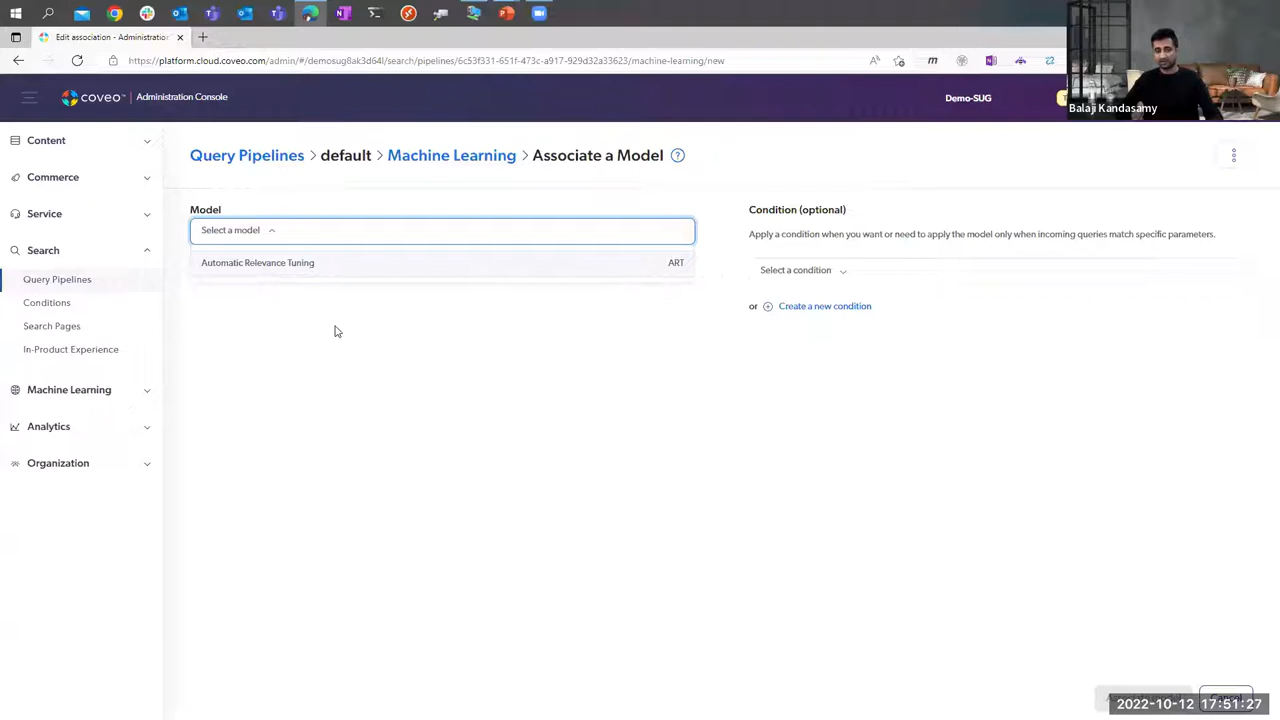 Edit association - Administratio
https://platform.cloud.coveo.com/admin/#/demosug8ak3d64l/search/pipelines/6c53f331-651f-473c-a917-929d32a33623/machine-learning/new
coveo™ | Administration Console
Demo-SUG
Balaji Kandasamy
Content
Commerce
Service
Search
Query Pipelines
Conditions
Search Pages
In-Product Experience
Machine Learning
Analytics
Organization
Query Pipelines > default > Machine Learning > Associate a Model
Model
Select a model
Automatic Relevance Tuning ART
Condition (optional)
Apply a condition when you want or need to apply the model only when incoming queries match specific parameters.
Select a condition
or Create a new condition
Cancel
2022-10-12 17:51:27